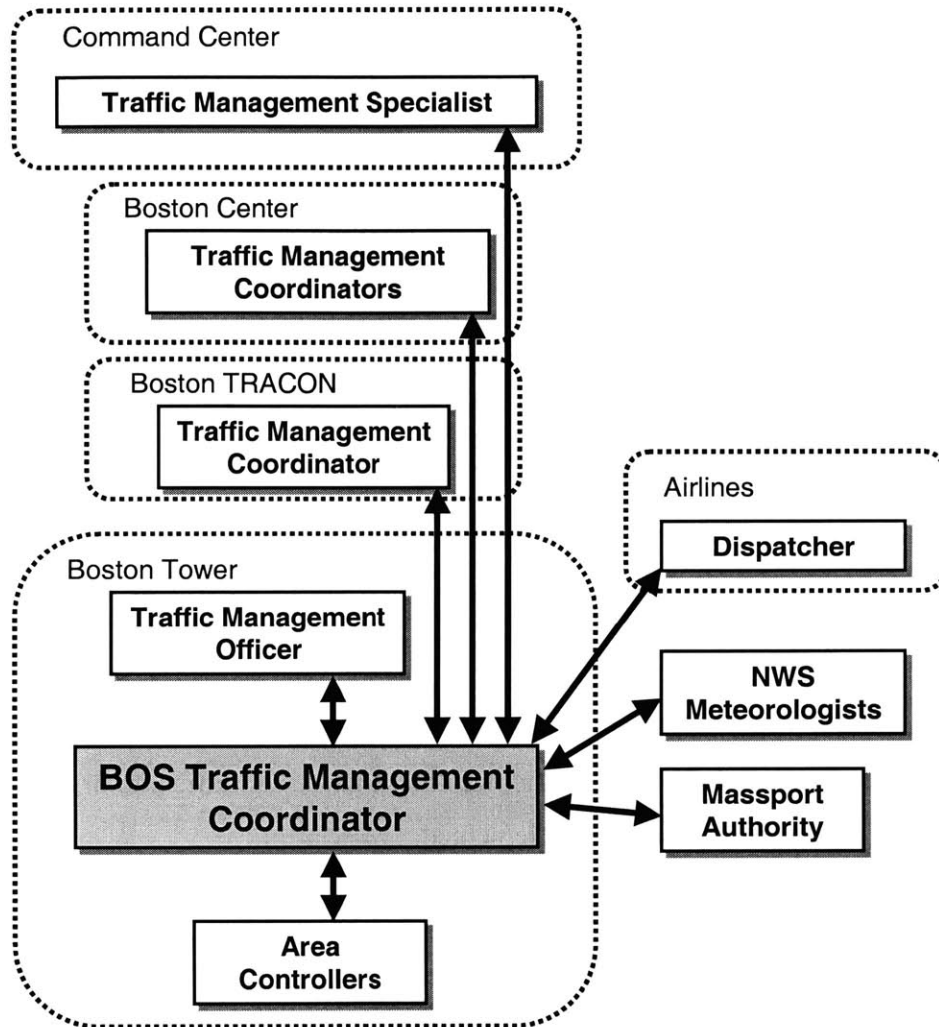 Command Center
Traffic Management Specialist
Boston Center
Traffic Management
Coordinators
Boston TRACON
Traffic Management
Coordinator
Airlines
Dispatcher
Boston Tower
Traffic Management
Officer
NWS
Meteorologists
BOS Traffic Management
Coordinator
Massport
Authority
Area
Controllers